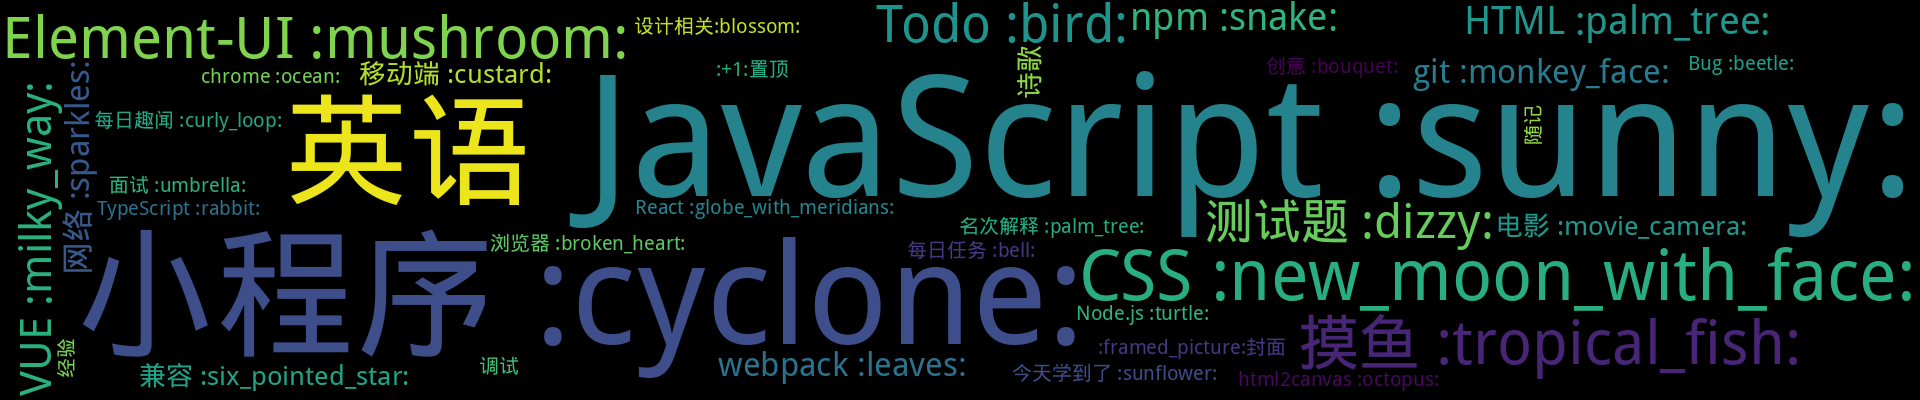 Element-UI :mushroom:
设计相关:blossom:
Todo :bird:
npm :snake:
HTML :palm_tree:
chrome :ocean:
移动端 :custard:
:+1:置顶
诗歌
创意 :bouquet:
git :monkey_face:
Bug :beetle:
VUE :milky_way:
网络 :sparkles:
每日趣闻 :curly_loop:
英语
JavaScript :sunny:
随记
面试 :umbrella:
TypeScript :rabbit:
React :globe_with_meridians:
名次解释 :palm_tree:
测试题 :dizzy:
电影 :movie_camera:
小程序 :cyclone:
浏览器 :broken_heart:
每日任务 :bell:
CSS :new_moon_with_face:
Node.js :turtle:
经验
兼容 :six_pointed_star:
调试
webpack :leaves:
:framed_picture:封面
摸鱼 :tropical_fish:
今天学到了 :sunflower:
html2canvas :octopus: